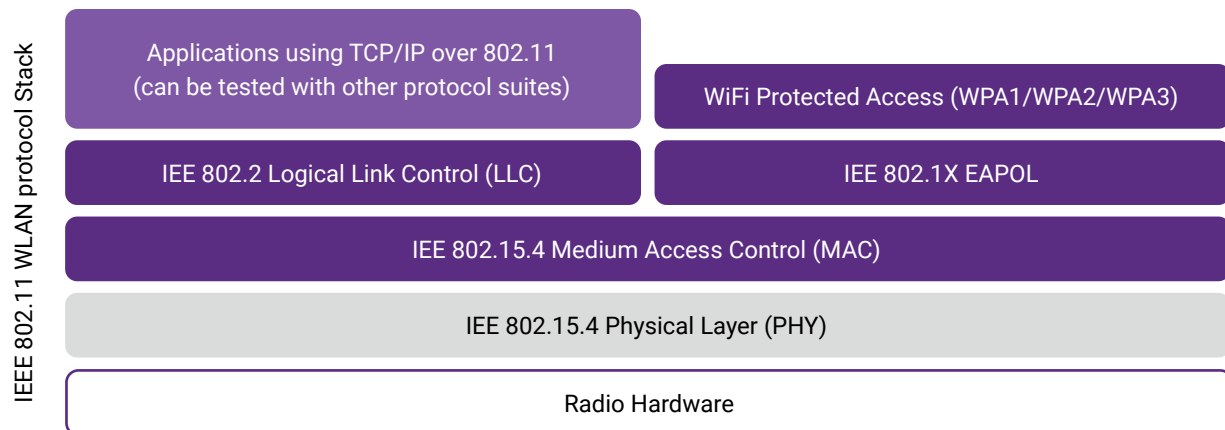 IEEE 802.11 WLAN protocol Stack
Applications using TCP/IP over 802.11
(can be tested with other protocol suites)
WiFi Protected Access (WPA1/WPA2/WPA3)
IEE 802.2 Logical Link Control (LLC)
IEE 802.1X EAPOL
IEE 802.15.4 Medium Access Control (MAC)
IEE 802.15.4 Physical Layer (PHY)
Radio Hardware